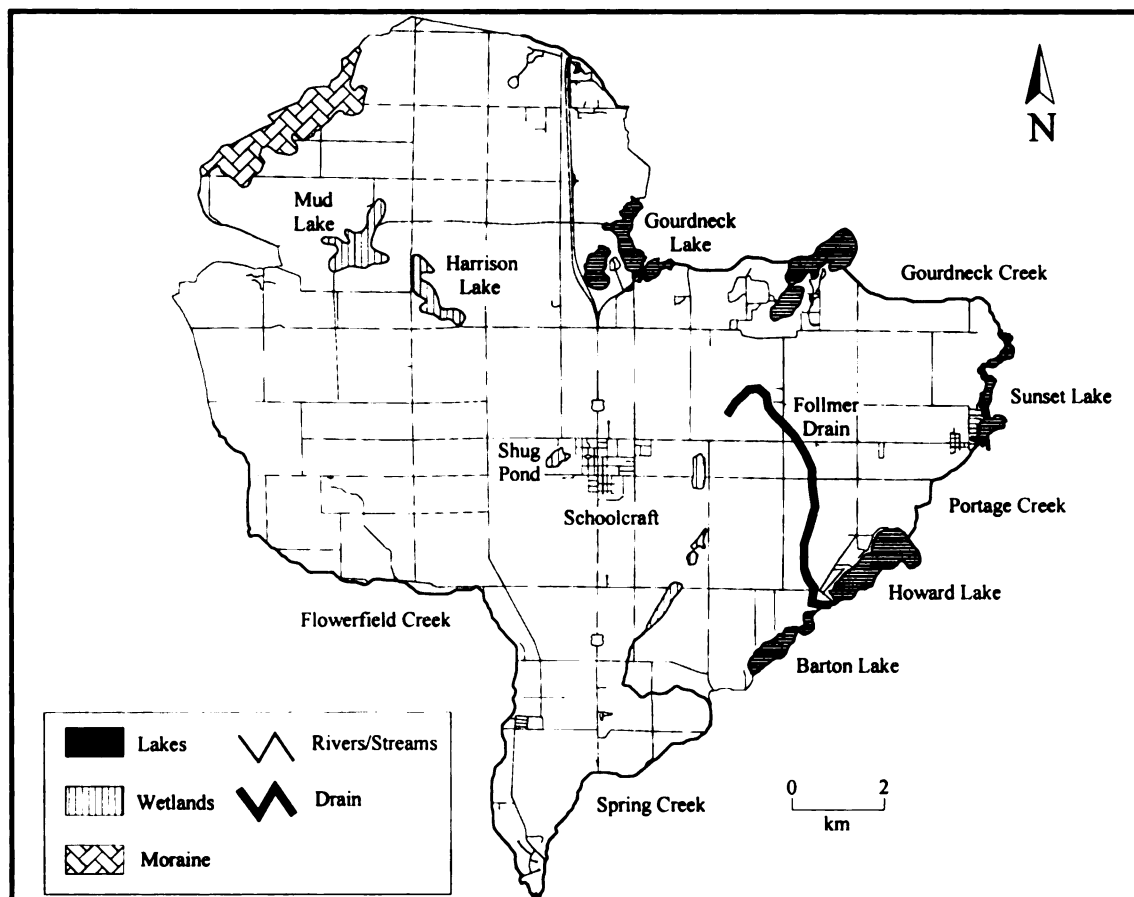 N
Mud
Lake
Gourdneck
Lake
Harrison
Lake
Gourdneck Creek
Sunset Lake
Follmer
Drain
Shug
Pond
Schoolcraft
Portage Creek
Howard Lake
Flowerfield Creek
Barton Lake
Spring Creek
Lakes
Rivers/Streams
Wetlands
Drain
Moraine
0 2
km